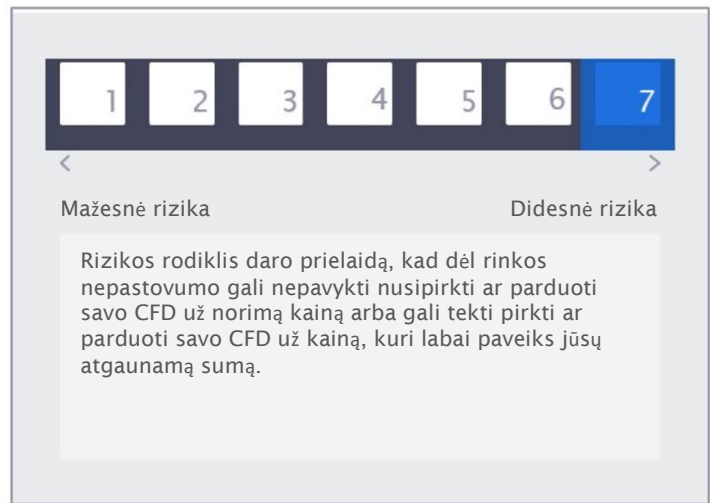 1 2 3 4 5 6 7
< >
Mažesnė rizika Didesnė rizika
Rizikos rodiklis daro prielaidą, kad dėl rinkos
nepastovumo gali nepavykti nusipirkti ar parduoti
savo CFD už norimą kainą arba gali tekti pirkti ar
parduoti savo CFD už kainą, kuri labai paveiks jūsų
atgaunamą sumą.